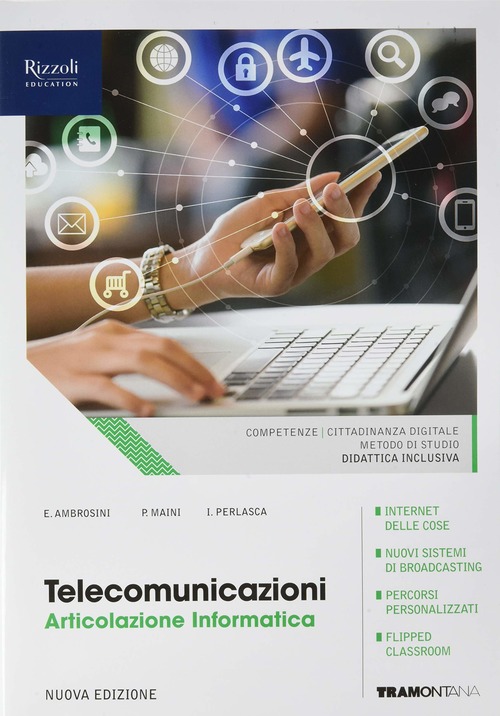 Rizzoli
EDUCATION
COMPETENZE | CITTADINANZA DIGITALE
METODO DI STUDIO
DIDATTICA INCLUSIVA
E. AMBROSINI P. MAINI I. PERLASCA
Telecomunicazioni
Articolazione Informatica
NUOVA EDIZIONE
INTERNET
DELLE COSE
NUOVI SISTEMI
DI BROADCASTING
PERCORSI
PERSONALIZZATI
FLIPPED
CLASSROOM
TRAMONTANA